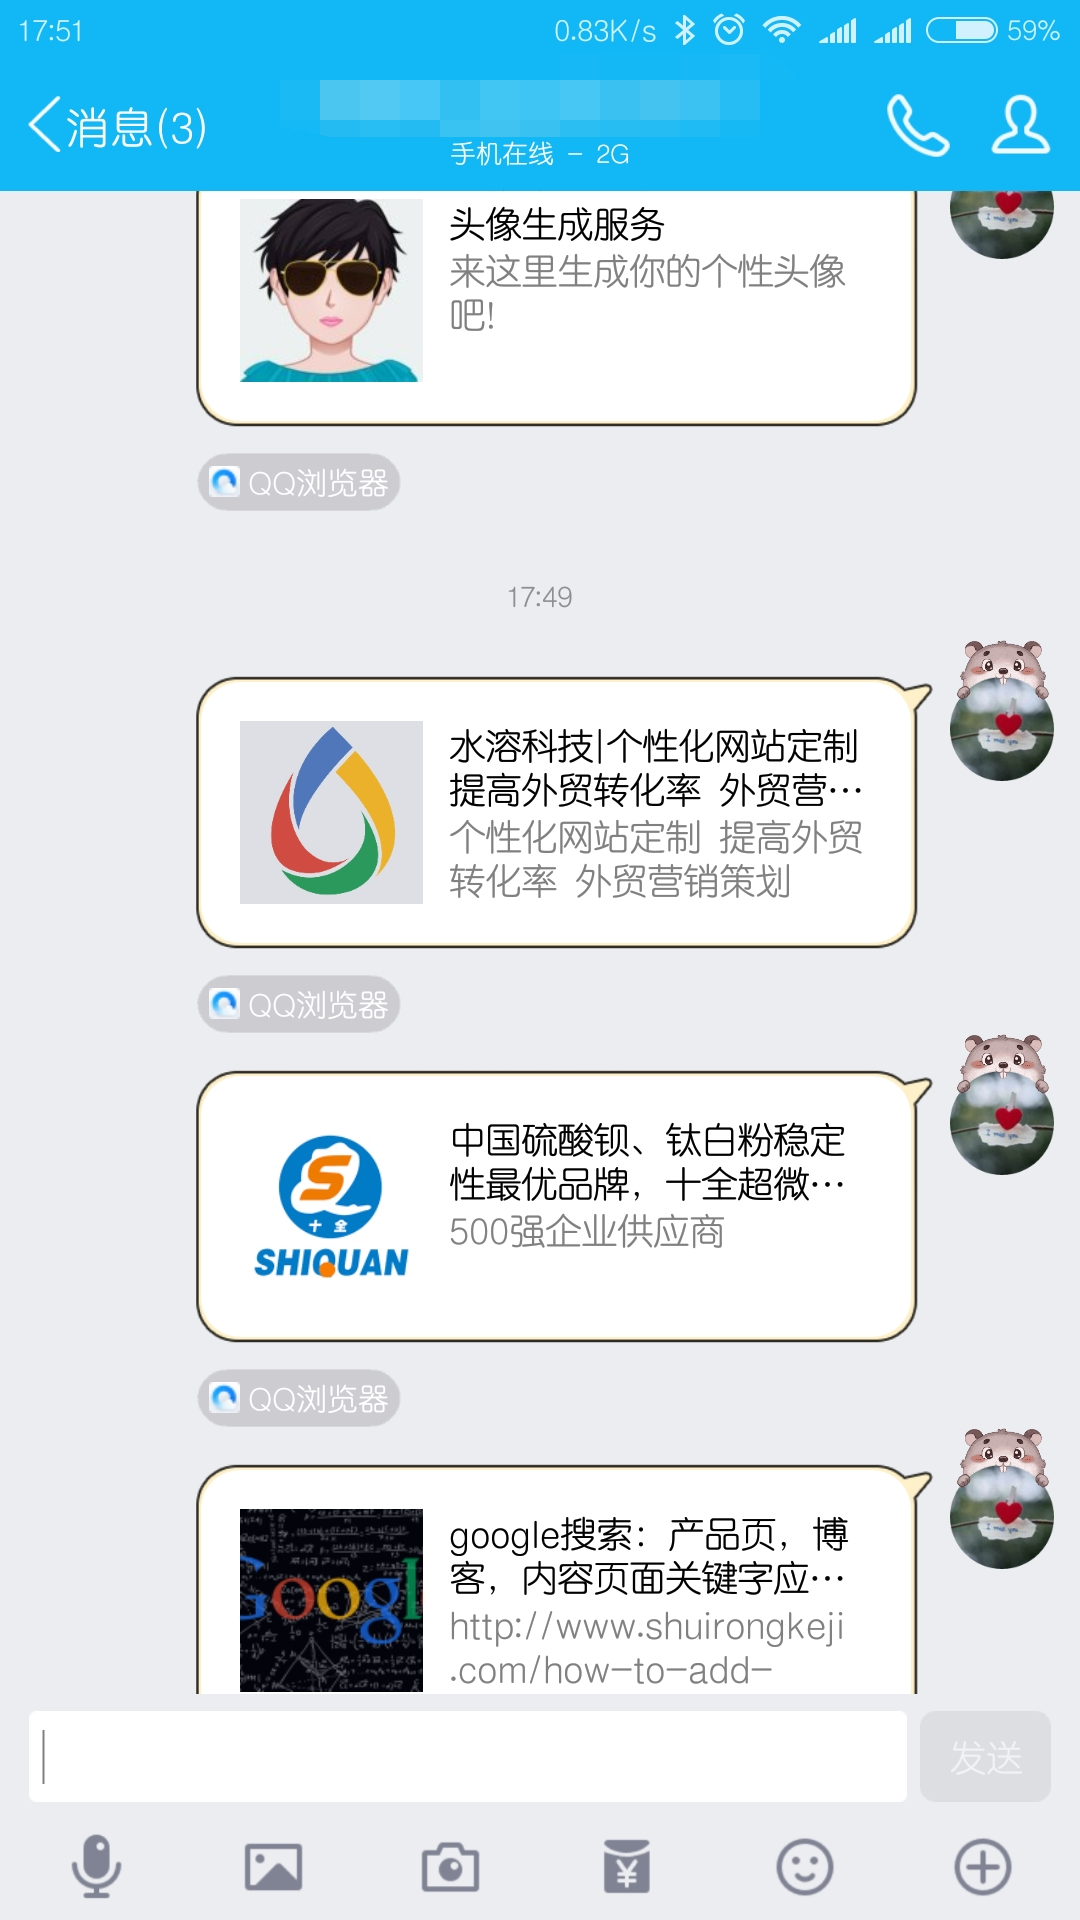 17:51
0.83K/s
59%
消息(3)
手机在线 - 2G
头像生成服务
来这里生成你的个性头像
吧!
QQ浏览器
17:49
水溶科技|个性化网站定制
提高外贸转化率 外贸营…
个性化网站定制 提高外贸
转化率 外贸营销策划
QQ浏览器
中国硫酸钡、钛白粉稳定
性最优品牌，十全超微…
500强企业供应商
十全
SHIQUAN
QQ浏览器
google搜索：产品页，博
客，内容页面关键字应…
http://www.shuirongkeji
.com/how-to-add-
Googl
发送